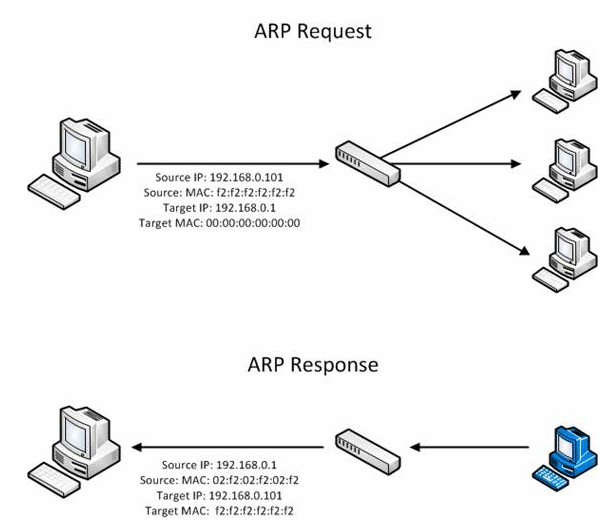 ARP Request
Source IP: 192.168.0.101
Source: MAC: f2:f2:f2:f2:f2:f2
Target IP: 192.168.0.1
Target MAC: 00:00:00:00:00:00
ARP Response
Source IP: 192.168.0.1
Source: MAC: 02:f2:02:f2:02:f2
Target IP: 192.168.0.101
Target MAC: f2:f2:f2:f2:f2:f2